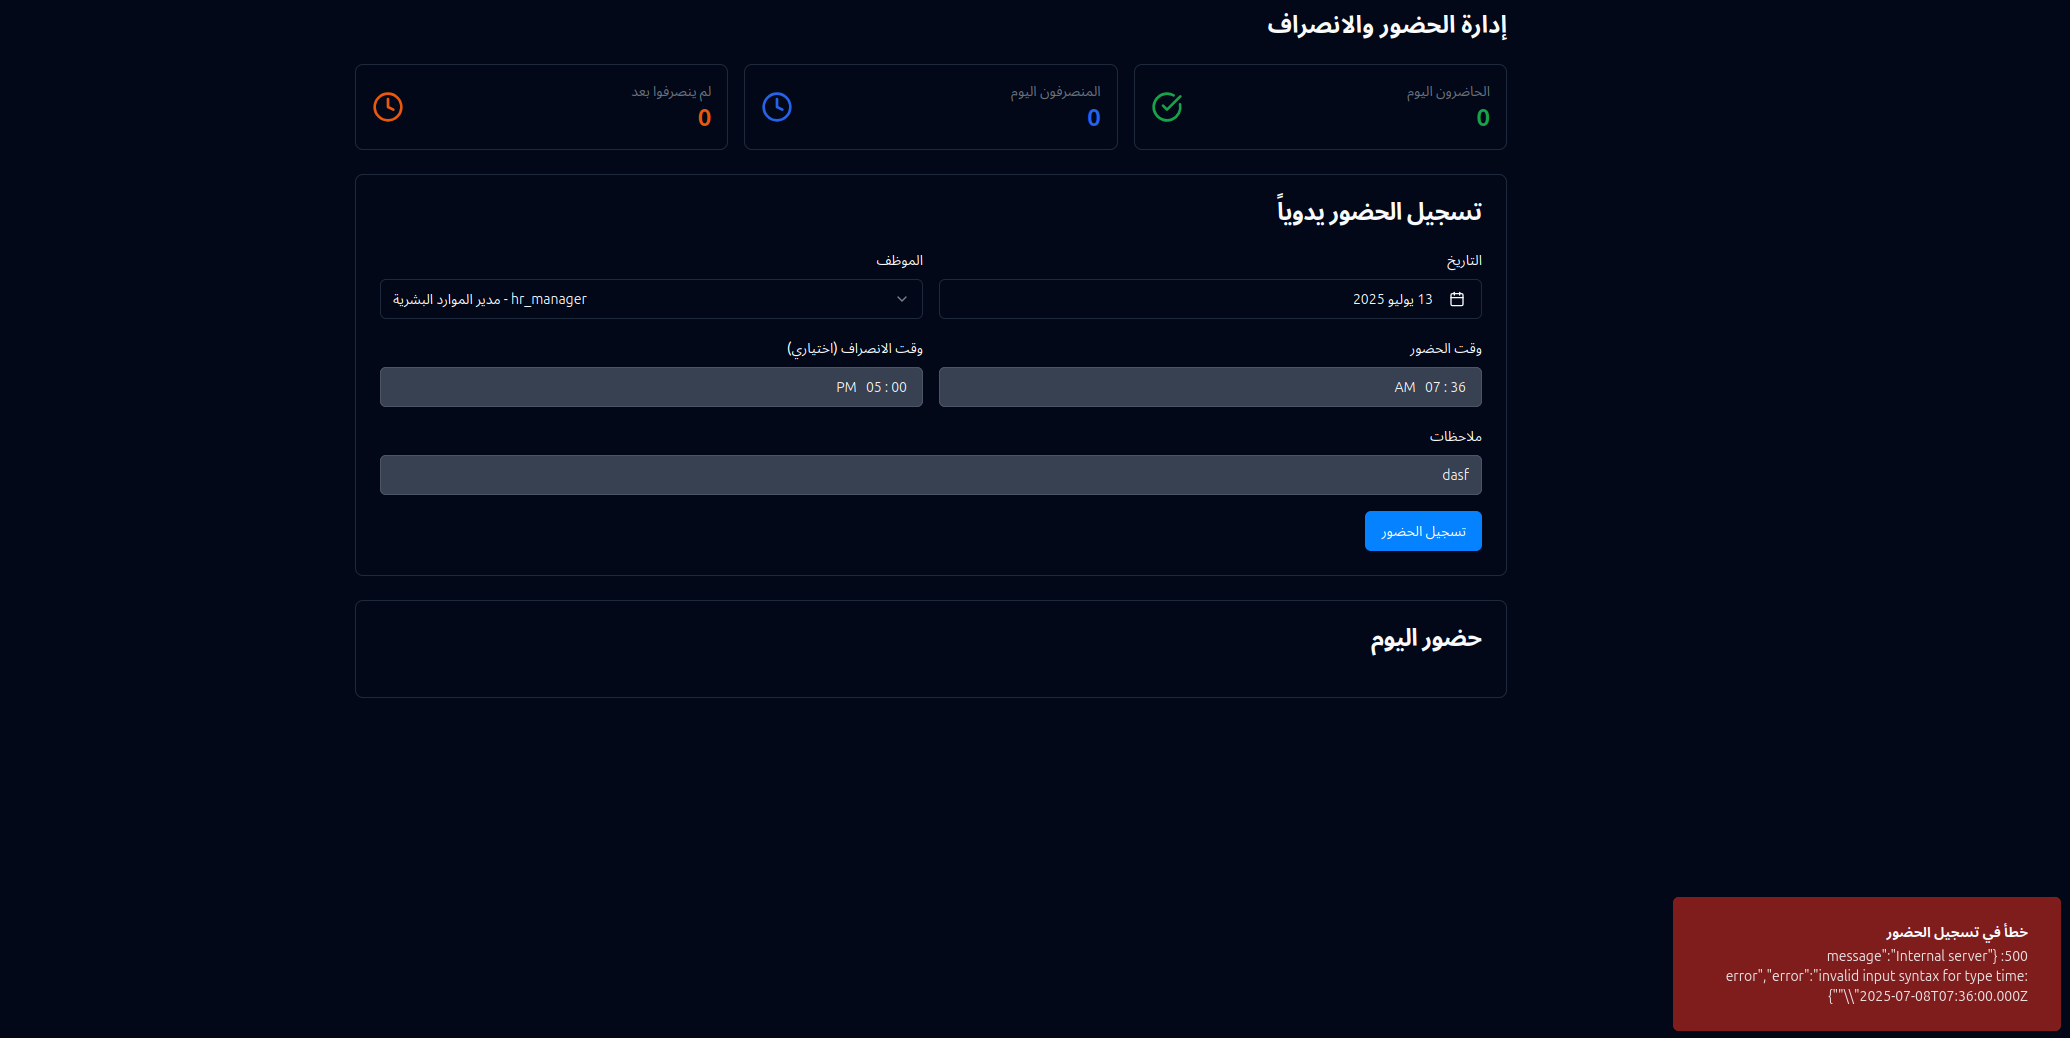 إدارة الحضور والانصراف
الحاضرون اليوم
0
المنصرفون اليوم
0
لم ينصرفوا بعد
0
تسجيل الحضور يدوياً
التاريخ
13 يوليو 2025
الموظف
hr_manager - مدير الموارد البشرية
وقت الحضور
07 : 36 AM
وقت الانصراف (اختياري)
05 : 00 PM
ملاحظات
dasf
تسجيل الحضور
حضور اليوم
خطأ في تسجيل الحضور
500: {"message":"Internal server
error","error":"invalid input syntax for type time:
\\"2025-07-08T07:36:00.000Z\""}